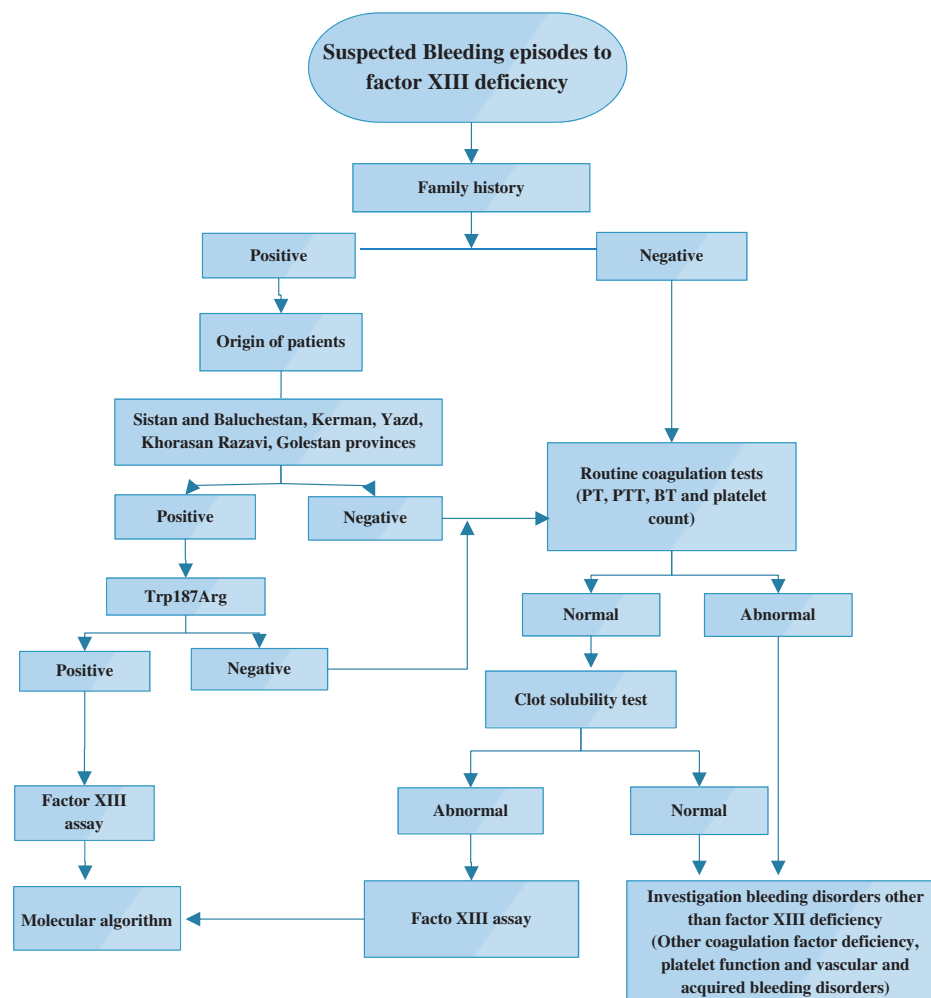 Suspected Bleeding episodes to
factor XIII deficiency
Family history
Positive
Negative
Origin of patients
Sistan and Baluchestan, Kerman, Yazd,
Khorasan Razavi, Golestan provinces
Routine coagulation tests
(PT, PTT, BT and platelet
count)
Positive
Negative
Trp187Arg
Normal
Abnormal
Positive
Negative
Clot solubility test
Factor XIII
assay
Abnormal
Normal
Molecular algorithm
Facto XIII assay
Investigation bleeding disorders other
than factor XIII deficiency
(Other coagulation factor deficiency,
platelet function and vascular and
acquired bleeding disorders)